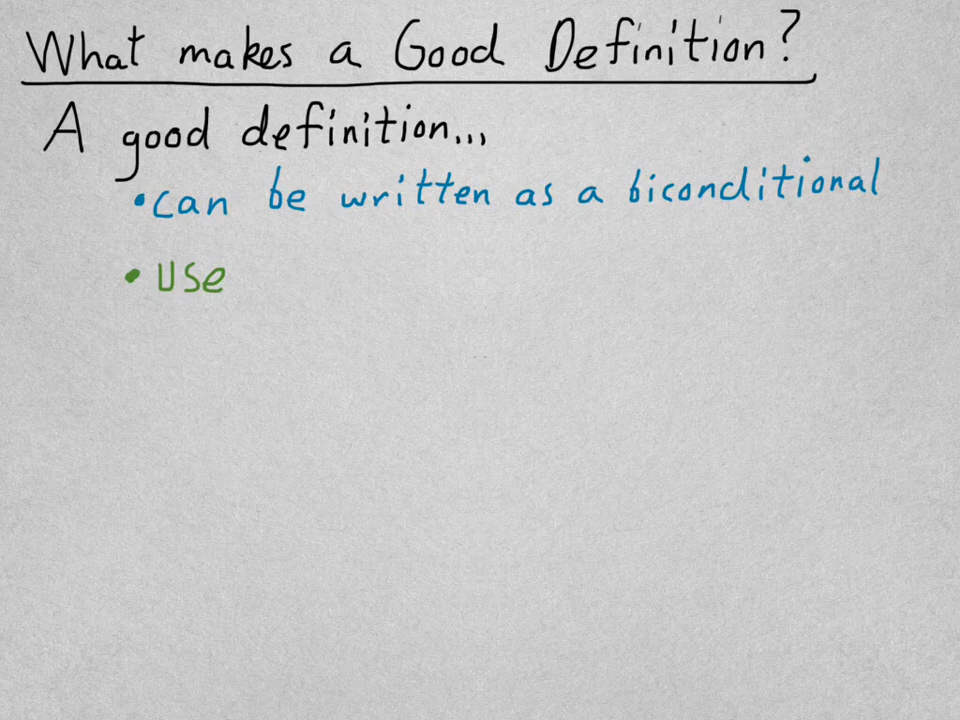 What makes a Good Definition?
A good definition...
• can be written as a biconditional
• use